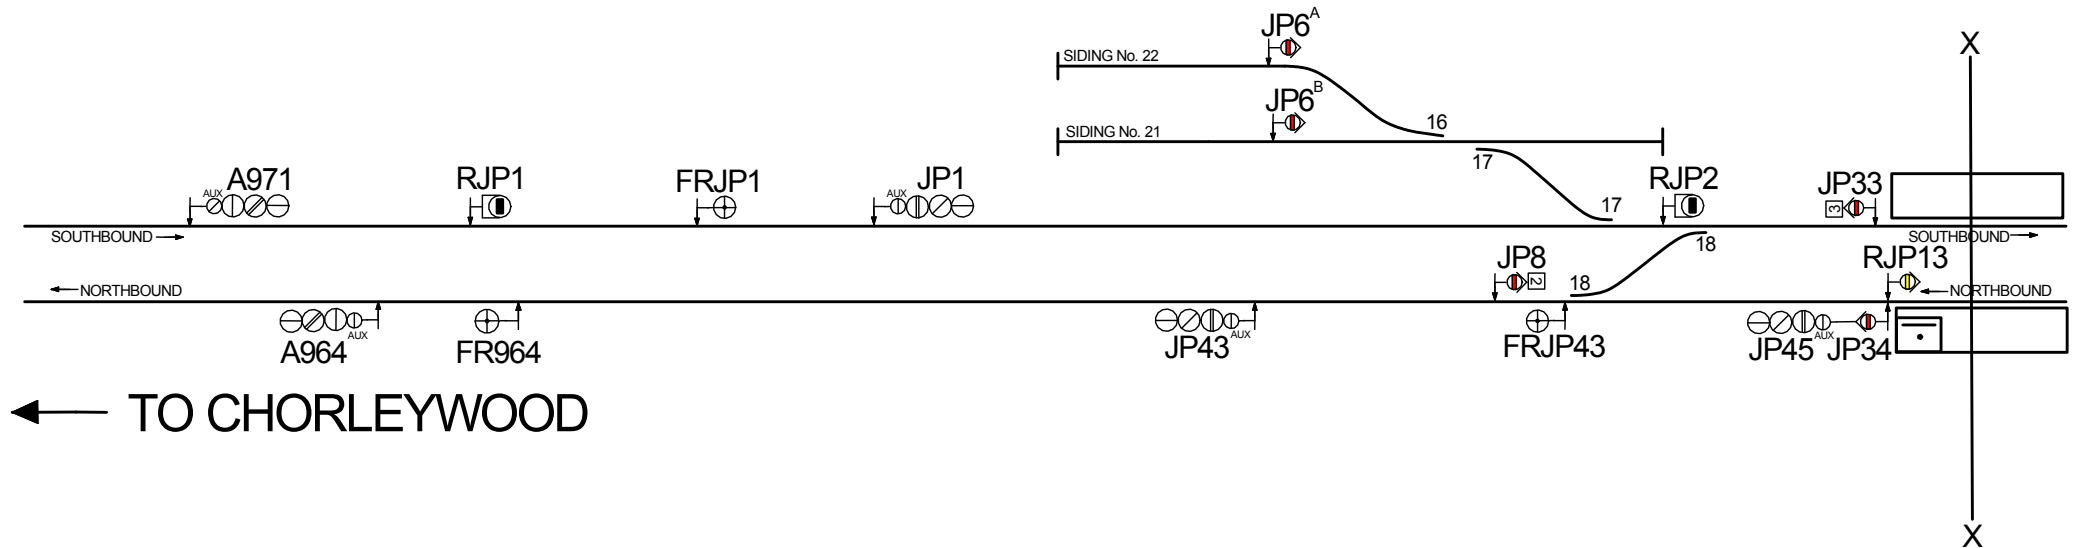 JP6A
X
SIDING No. 22
JP6B
16
SIDING No. 21
17
A971
AUX
RJP1
FRJP1
JP1
AUX
RJP2
JP33
17
3
SOUTHBOUND
SOUTHBOUND
18
JP8
2
18
RJP13
NORTHBOUND
NORTHBOUND
A964
AUX
FR964
JP43
AUX
FRJP43
JP45
AUX
JP34
TO CHORLEYWOOD
X